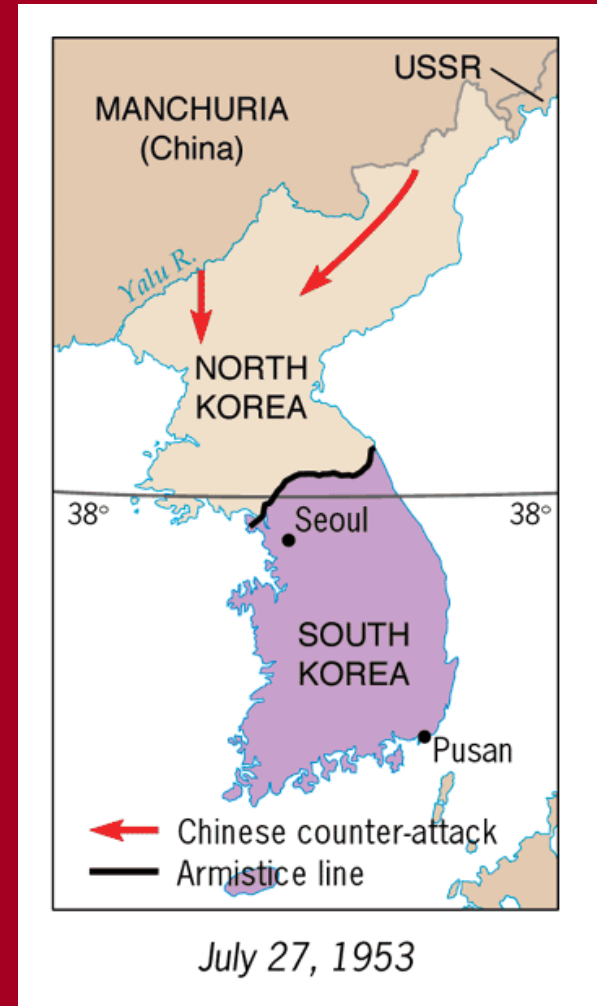 USSR
MANCHURIA
(China)
Yalu R.
NORTH
KOREA
38°
38°
Seoul
SOUTH
KOREA
Pusan
Chinese counter-attack
Armistice line
July 27, 1953